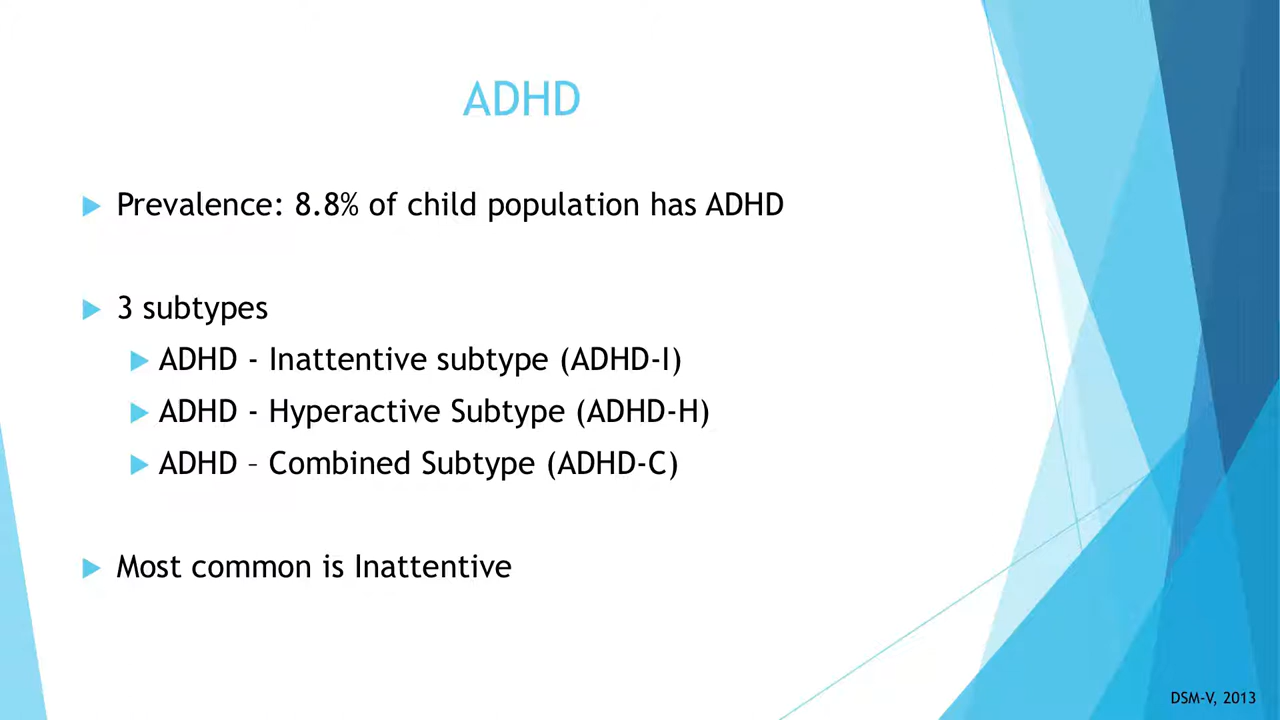 ADHD
Prevalence: 8.8% of child population has ADHD
3 subtypes
ADHD - Inattentive subtype (ADHD-I)
ADHD - Hyperactive Subtype (ADHD-H)
ADHD – Combined Subtype (ADHD-C)
Most common is Inattentive
DSM-V, 2013